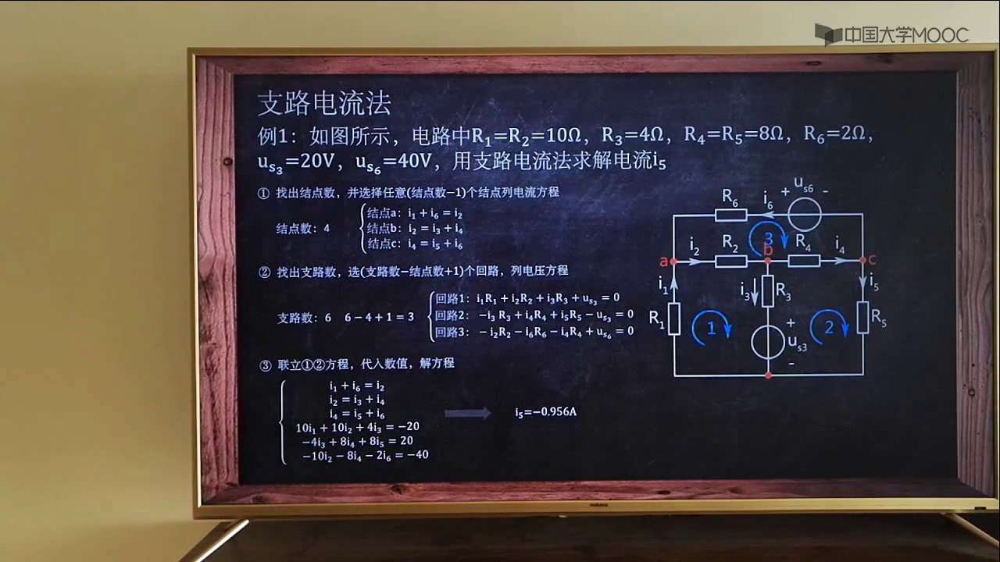 中国大学MOOC
支路电流法
例1：如图所示，电路中R₁=R₂=10Ω，R₃=4Ω，R₄=R₅=8Ω，R₆=2Ω，
uₛ₃=20V，uₛ₆=40V，用支路电流法求解电流i₅
① 找出结点数，并选择任意(结点数−1)个结点列电流方程
结点数：4
结点a：i₁ + i₆ = i₂
结点b：i₂ = i₃ + i₄
结点c：i₄ = i₅ + i₆
② 找出支路数，选(支路数−结点数+1)个回路，列电压方程
支路数：6 6 − 4 + 1 = 3
回路1：i₁R₁ + i₂R₂ + i₃R₃ + uₛ₃ = 0
回路2：−i₃ R₃ + i₄R₄ + i₅R₅ − uₛ₃ = 0
回路3：− i₂R₂ − i₆R₆ − i₄R₄ + uₛ₆ = 0
③ 联立①②方程，代入数值，解方程
i₁ + i₆ = i₂
i₂ = i₃ + i₄
i₄ = i₅ + i₆
10i₁ + 10i₂ + 4i₃ = −20
−4i₃ + 8i₄ + 8i₅ = 20
−10i₂ − 8i₄ − 2i₆ = −40
i₅=−0.956A
R₆ i₆ + uₛ₆ -
3
i₂ R₂ b R₄ i₄
a c
i₁ i₃ R₃ i₅
R₁ 1 + uₛ₃ - 2 R₅